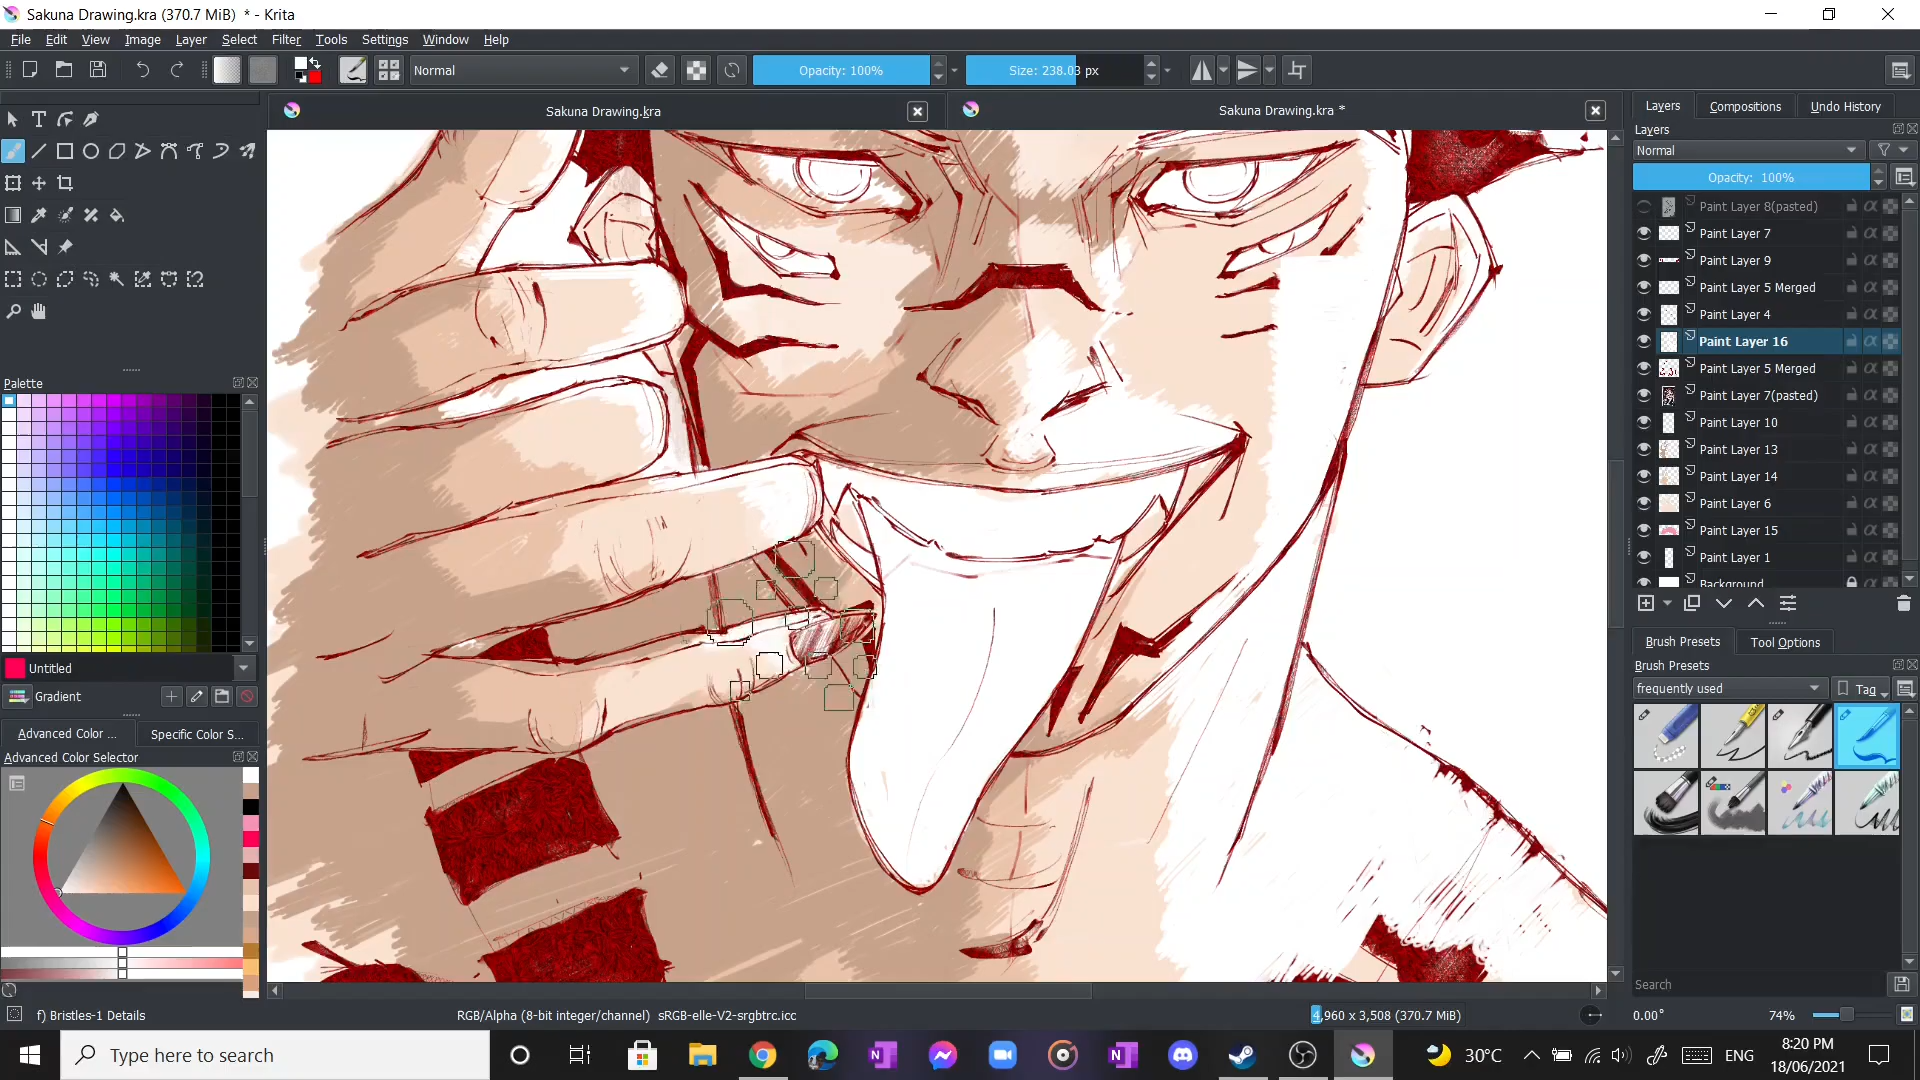 Sakuna Drawing.kra (370.7 MiB)  * - Krita
File Edit View Image Layer Select Filter Tools Settings Window Help
Normal Opacity: 100% Size: 238.03 px
Sakuna Drawing.kra Sakuna Drawing.kra *
Layers Compositions Undo History
Layers
Normal
Opacity: 100%
Paint Layer 8(pasted)
Paint Layer 7
Paint Layer 9
Paint Layer 5 Merged
Paint Layer 4
Paint Layer 16
Paint Layer 5 Merged
Paint Layer 7(pasted)
Paint Layer 10
Paint Layer 13
Paint Layer 14
Paint Layer 6
Paint Layer 15
Paint Layer 1
Background
Brush Presets Tool Options
Brush Presets
frequently used Tag
Search
Palette
Untitled
Gradient
Advanced Color ... Specific Color S...
Advanced Color Selector
f) Bristles-1 Details RGB/Alpha (8-bit integer/channel) sRGB-elle-V2-srgbtrc.icc 4,960 x 3,508 (370.7 MiB) 0.00° 74%
Type here to search 30°C ENG 8:20 PM
18/06/2021